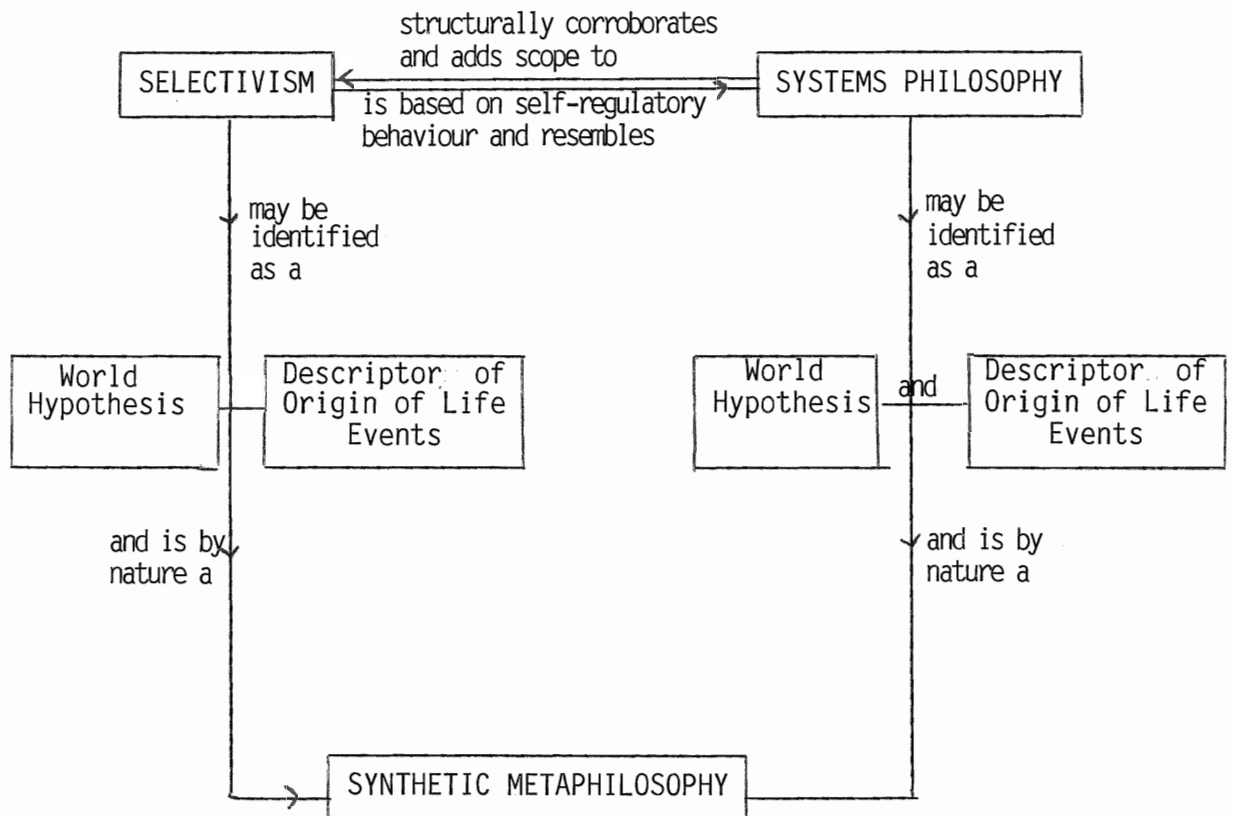 structurally corroborates
and adds scope to
SELECTIVISM
SYSTEMS PHILOSOPHY
is based on self-regulatory
behaviour and resembles
may be
identified
as a
may be
identified
as a
World
Hypothesis
Descriptor of
Origin of Life
Events
World
Hypothesis
and
Descriptor of
Origin of Life
Events
and is by
nature a
and is by
nature a
SYNTHETIC METAPHILOSOPHY